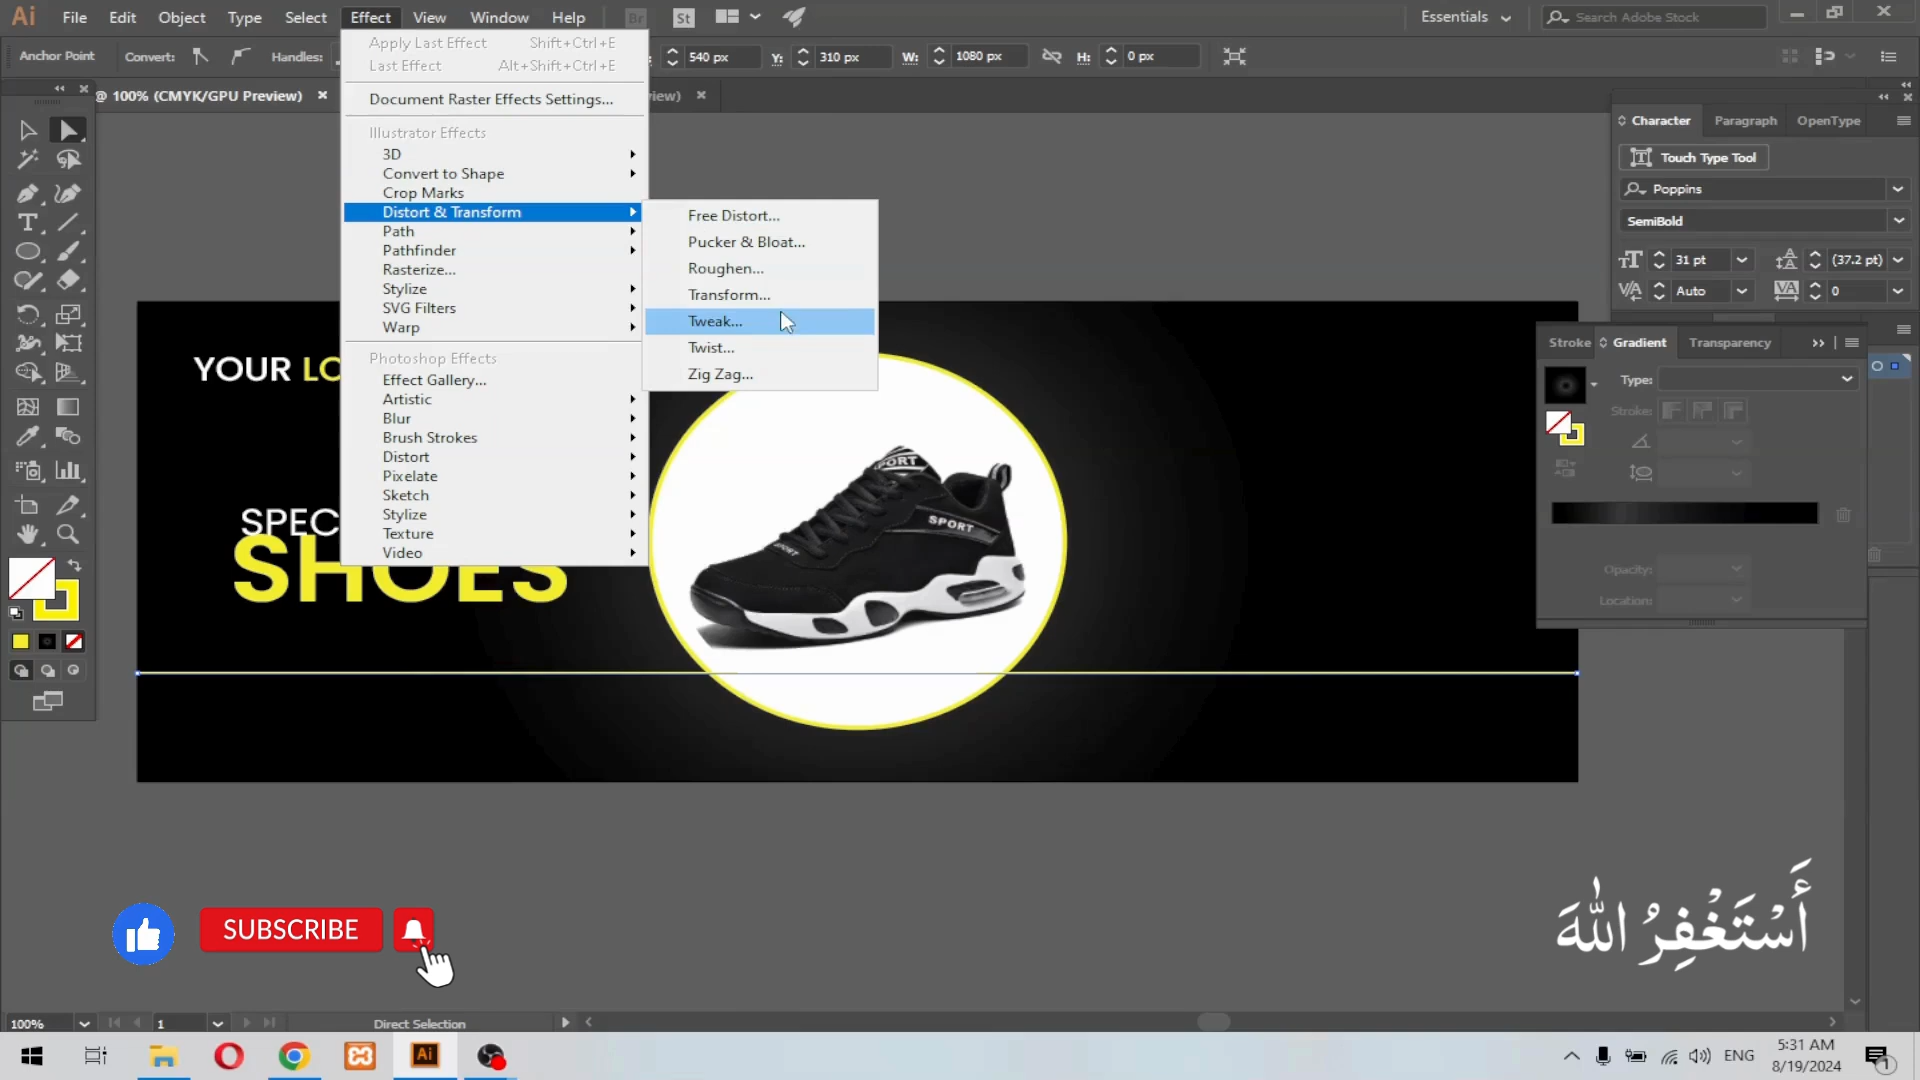 Ai File Edit Object Type Select Effect View Window Help Br St Essentials Search Adobe Stock
Anchor Point Convert: Handles: 540 px Y: 310 px W: 1080 px H: 0 px
@ 100% (CMYK/GPU Preview)
Apply Last Effect Shift+Ctrl+E
Last Effect Alt+Shift+Ctrl+E
Document Raster Effects Settings...
Illustrator Effects
3D
Convert to Shape
Crop Marks
Distort & Transform
Path
Pathfinder
Rasterize...
Stylize
SVG Filters
Warp
Photoshop Effects
Effect Gallery...
Artistic
Blur
Brush Strokes
Distort
Pixelate
Sketch
Stylize
Texture
Video
Free Distort...
Pucker & Bloat...
Roughen...
Transform...
Tweak...
Twist...
Zig Zag...
Character Paragraph OpenType
Touch Type Tool
Poppins
SemiBold
31 pt (37.2 pt)
Auto 0
Stroke Gradient Transparency
Type:
Stroke:
Opacity:
Location:
YOUR LO
SPEC
SHOES
SPORT
SPORT
SPORT
SUBSCRIBE
أَسْتَغْفِرُ اللهَ
100% 1 Direct Selection
Ai ENG 5:31 AM
8/19/2024
1